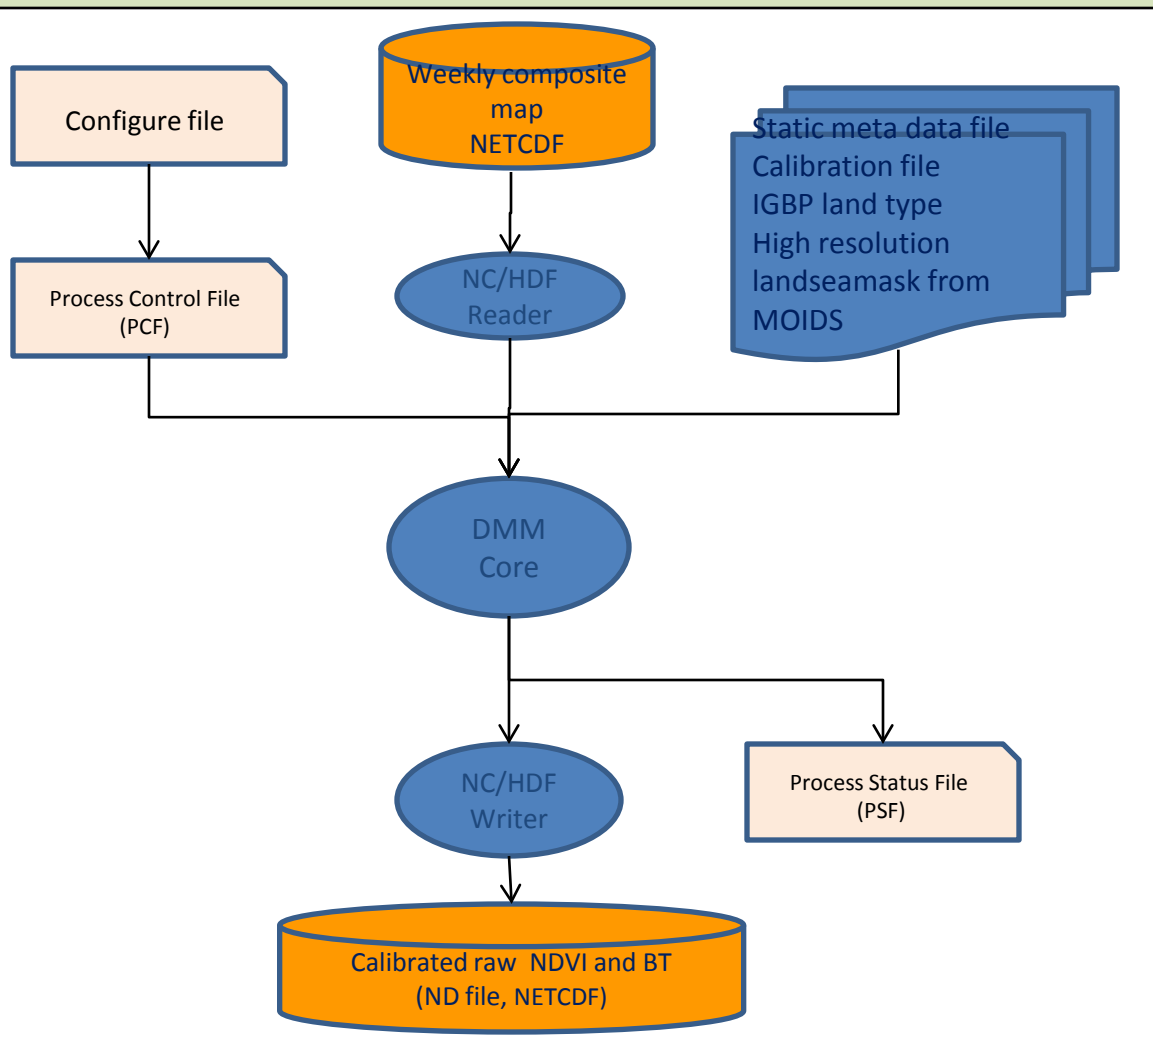 Configure file
Weekly composite
map
NETCDF
Static meta data file
Calibration file
IGBP land type
High resolution
landseamask from
MOIDS
Process Control File
(PCF)
NC/HDF
Reader
DMM
Core
NC/HDF
Writer
Process Status File
(PSF)
Calibrated raw  NDVI and BT
(ND file, NETCDF)